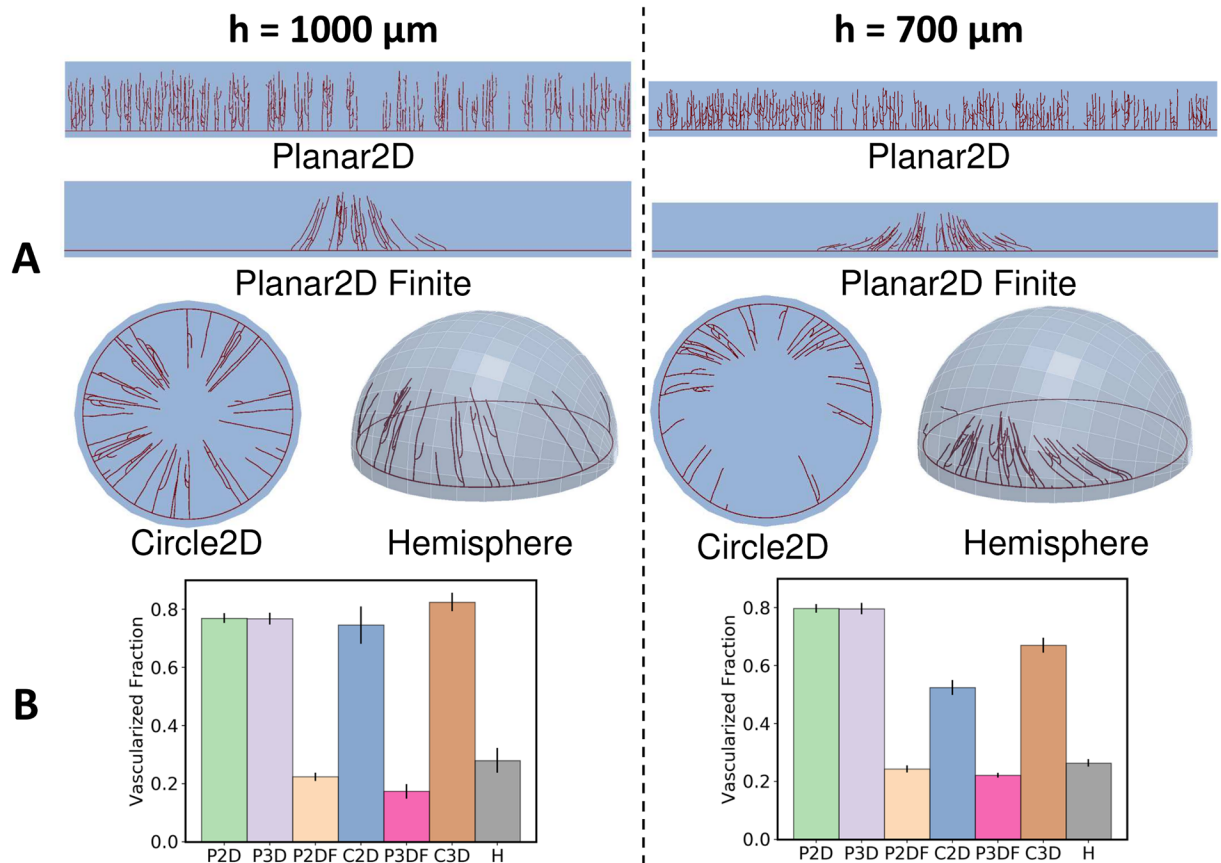 h = 1000 µm
h = 700 µm
A
Planar2D
Planar2D
Planar2D Finite
Planar2D Finite
Circle2D
Hemisphere
Circle2D
Hemisphere
B
Vascularized Fraction
0.8
0.6
0.4
0.2
0.0
P2D P3D P2DF C2D P3DF C3D H
Vascularized Fraction
0.8
0.6
0.4
0.2
0.0
P2D P3D P2DF C2D P3DF C3D H